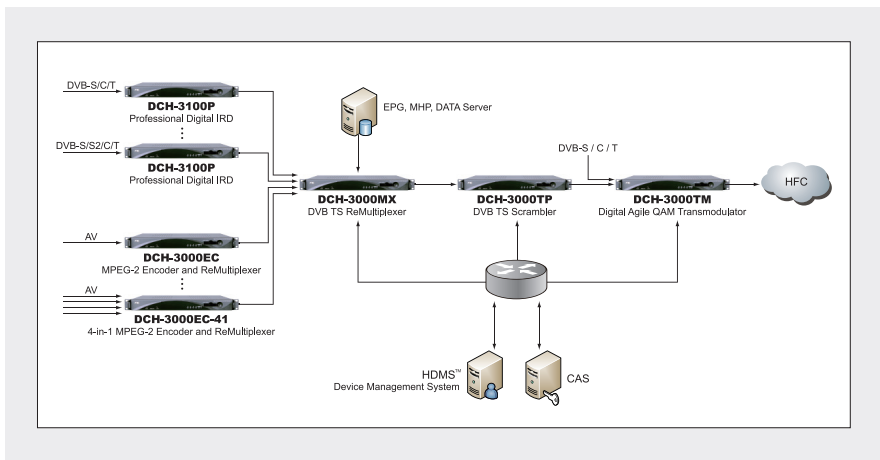 DVB-S/C/T
DCH-3100P
Professional Digital IRD
DVB-S/S2/C/T
DCH-3100P
Professional Digital IRD
AV
DCH-3000EC
MPEG-2 Encoder and ReMultiplexer
AV
DCH-3000EC-41
4-in-1 MPEG-2 Encoder and ReMultiplexer
EPG, MHP, DATA Server
DCH-3000MX
DVB TS ReMultiplexer
DCH-3000TP
DVB TS Scrambler
DVB-S / C / T
DCH-3000TM
Digital Agile QAM Transmodulator
HFC
HDMS™
Device Management System
CAS